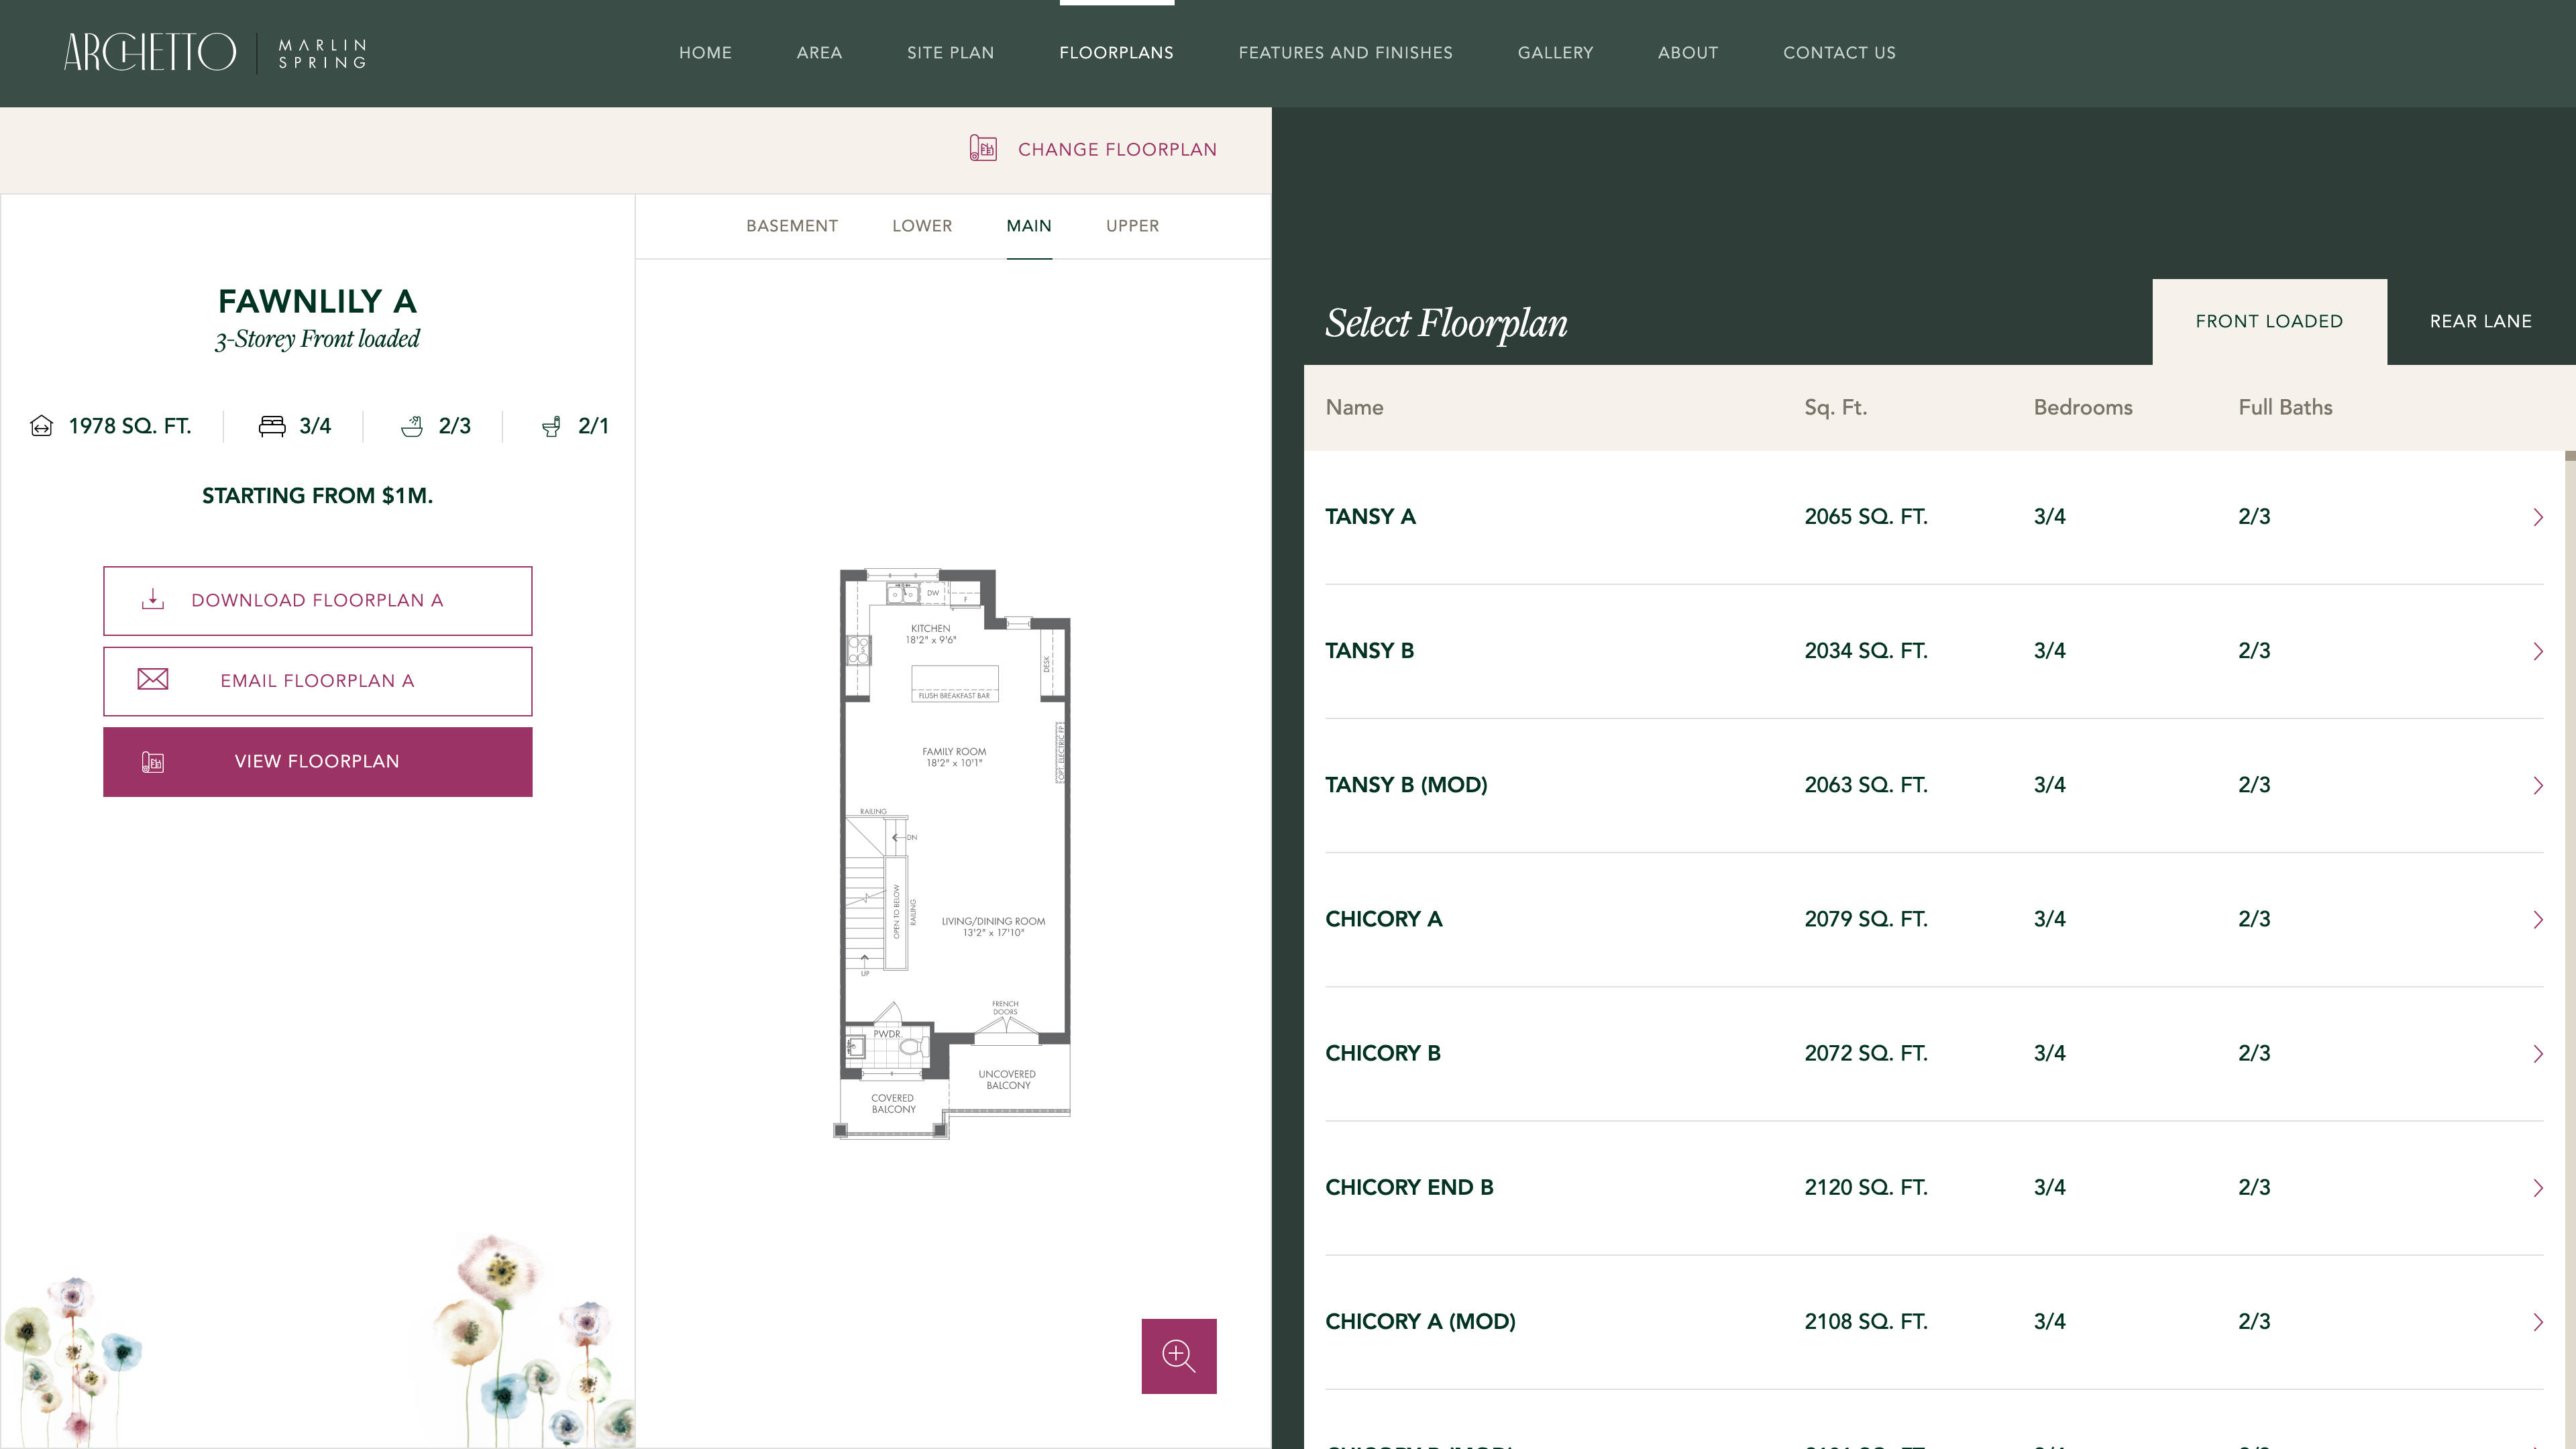 ARCHETTO
MARLIN
SPRING
HOME
AREA
SITE PLAN
FLOORPLANS
FEATURES AND FINISHES
GALLERY
ABOUT
CONTACT US
CHANGE FLOORPLAN
FAWNLILY A
3-Storey Front loaded
1978 SQ. FT.
3/4
2/3
2/1
STARTING FROM $1M.
DOWNLOAD FLOORPLAN A
EMAIL FLOORPLAN A
VIEW FLOORPLAN
BASEMENT
LOWER
MAIN
UPPER
DW
F
KITCHEN
18'2" x 9'6"
DESK
FLUSH BREAKFAST BAR
FAMILY ROOM
18'2" x 10'1"
OPT. ELECTRIC FP
RAILING
DN
OPEN TO BELOW
RAILING
LIVING/DINING ROOM
13'2" x 17'10"
UP
FRENCH
DOORS
PWDR.
UNCOVERED
BALCONY
COVERED
BALCONY
Select Floorplan
FRONT LOADED
REAR LANE
Name Sq. Ft. Bedrooms Full Baths
TANSY A 2065 SQ. FT. 3/4 2/3
TANSY B 2034 SQ. FT. 3/4 2/3
TANSY B (MOD) 2063 SQ. FT. 3/4 2/3
CHICORY A 2079 SQ. FT. 3/4 2/3
CHICORY B 2072 SQ. FT. 3/4 2/3
CHICORY END B 2120 SQ. FT. 3/4 2/3
CHICORY A (MOD) 2108 SQ. FT. 3/4 2/3